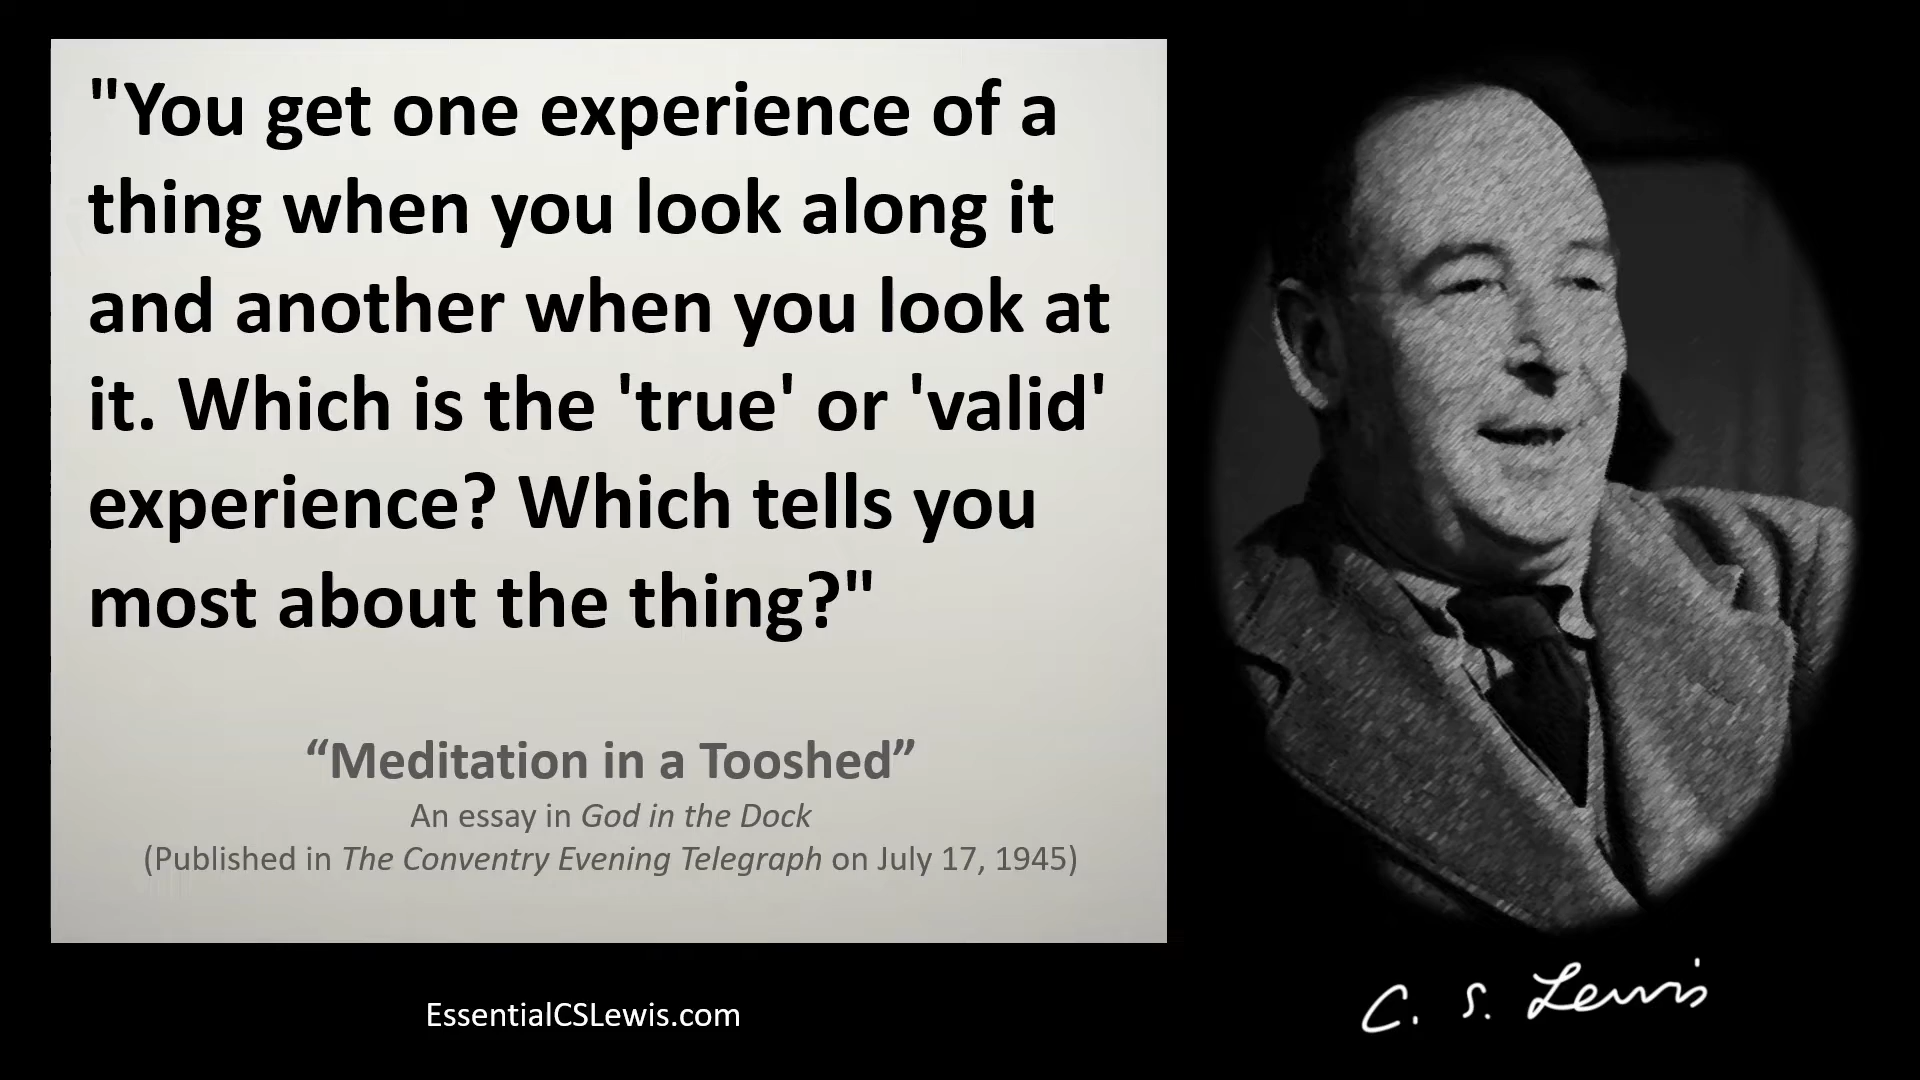 "You get one experience of a
thing when you look along it
and another when you look at
it. Which is the 'true' or 'valid'
experience? Which tells you
most about the thing?"
“Meditation in a Tooshed”
An essay in God in the Dock
(Published in The Conventry Evening Telegraph on July 17, 1945)
EssentialCSLewis.com
C. S. Lewis